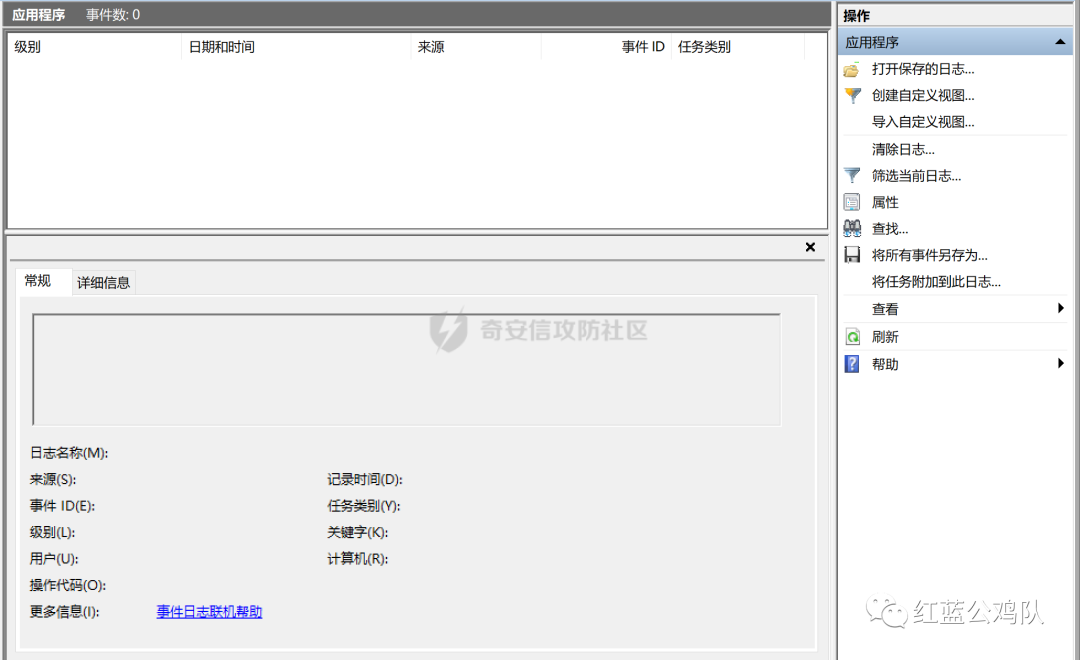 应用程序 事件数: 0
级别 日期和时间 来源 事件 ID 任务类别
常规 详细信息
奇安信攻防社区
日志名称(M):
来源(S): 记录时间(D):
事件 ID(E): 任务类别(Y):
级别(L): 关键字(K):
用户(U): 计算机(R):
操作代码(O):
更多信息(I): 事件日志联机帮助
操作
应用程序
打开保存的日志...
创建自定义视图...
导入自定义视图...
清除日志...
筛选当前日志...
属性
查找...
将所有事件另存为...
将任务附加到此日志...
查看
刷新
帮助
红蓝公鸡队